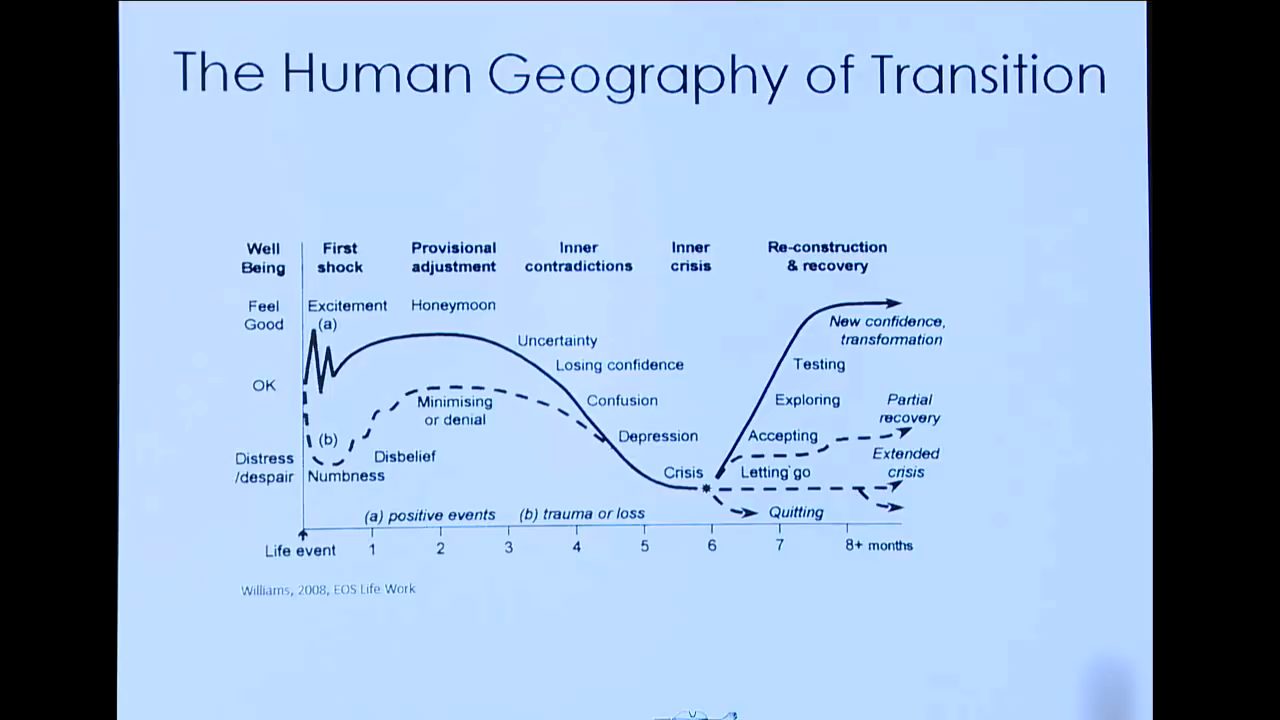 The Human Geography of Transition
Well Being
First shock
Provisional adjustment
Inner contradictions
Inner crisis
Re-construction & recovery
Feel Good
Excitement
Honeymoon
(a)
New confidence, transformation
Uncertainty
Losing confidence
Testing
OK
Minimising or denial
Confusion
Exploring
Partial recovery
(b)
Depression
Accepting
Distress /despair
Disbelief
Numbness
Crisis
Letting go
Extended crisis
(a) positive events
(b) trauma or loss
Quitting
Life event
1
2
3
4
5
6
7
8+ months
Williams, 2008, EOS Life Work